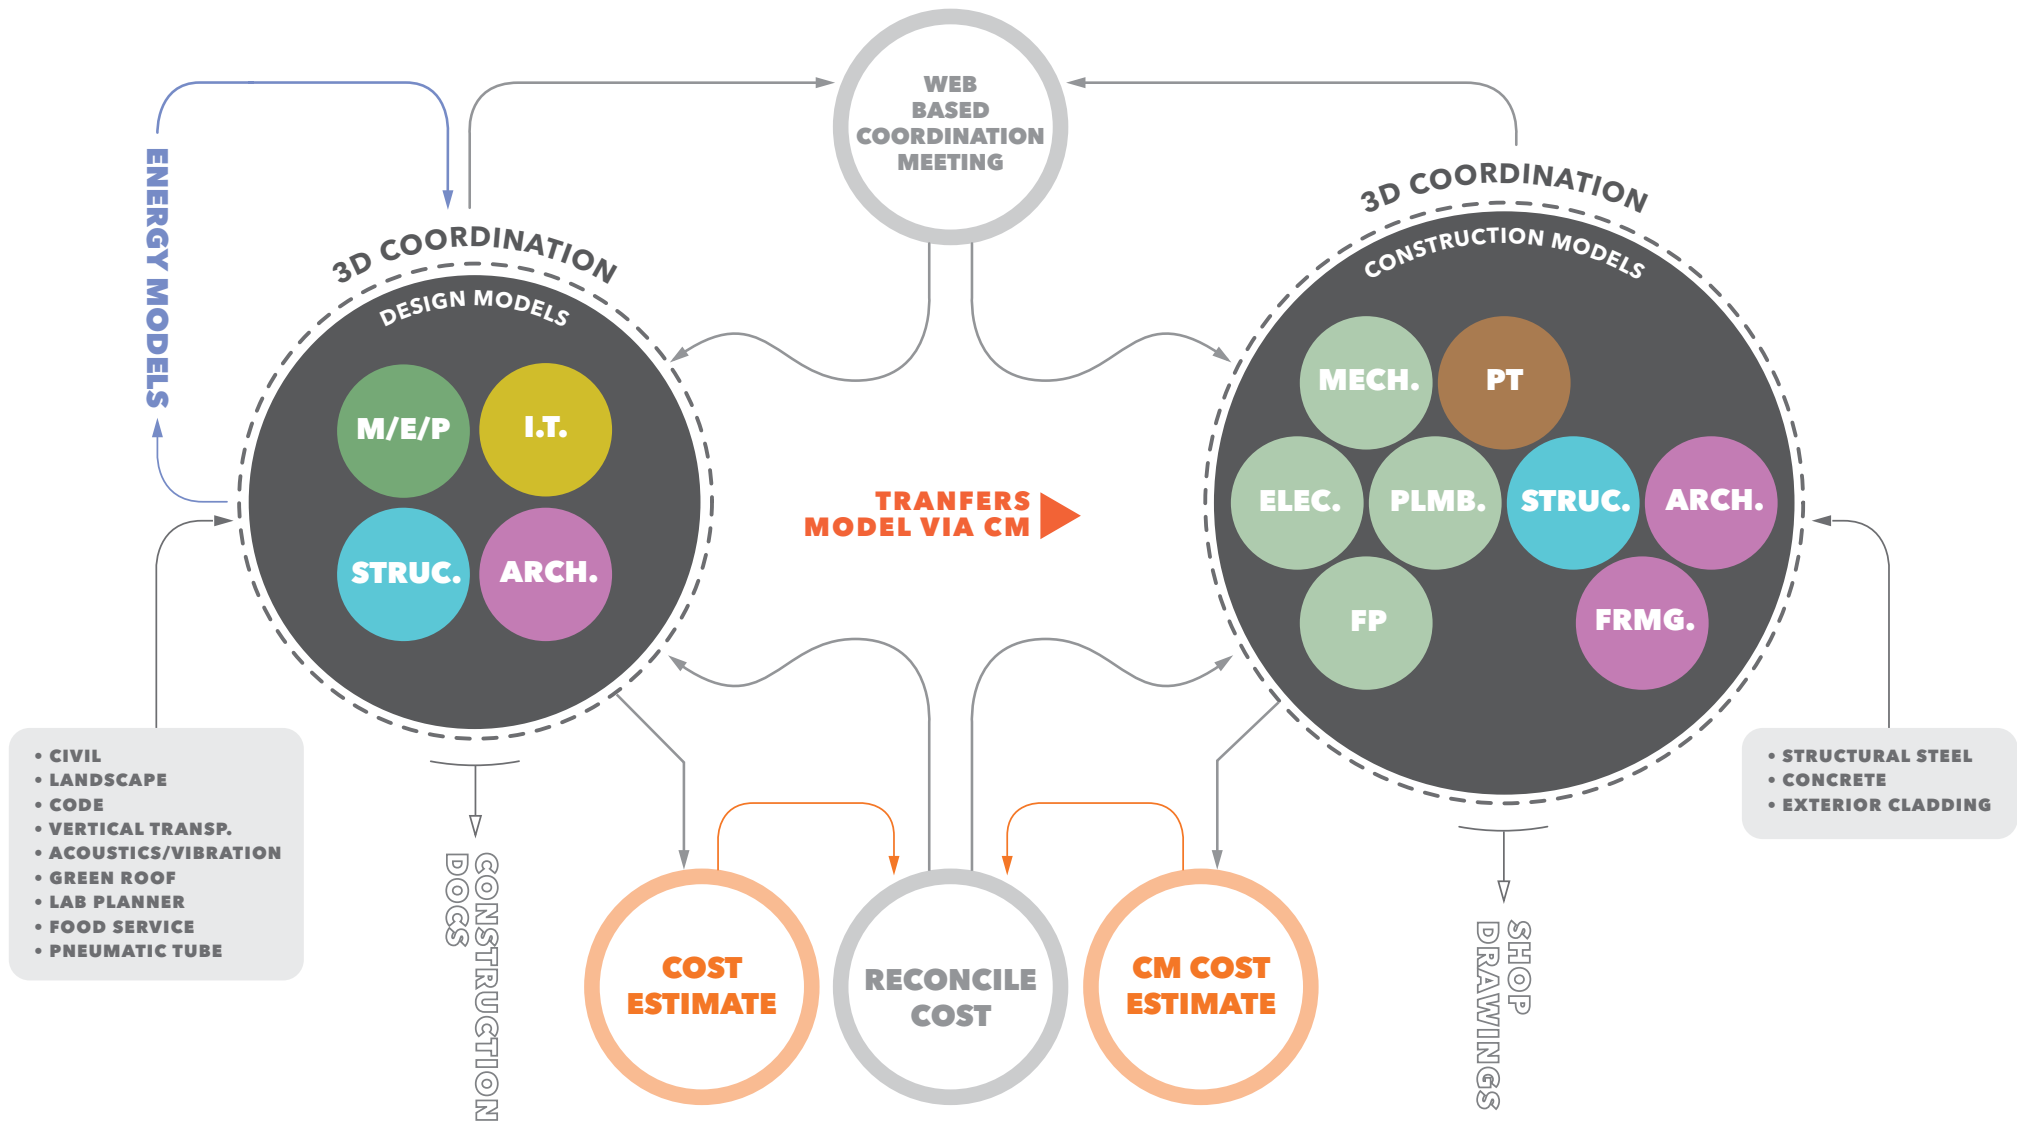 WEB
BASED
COORDINATION
MEETING
ENERGY MODELS
3D COORDINATION
DESIGN MODELS
M/E/P
I.T.
STRUC.
ARCH.
TRANFERS
MODEL VIA CM
3D COORDINATION
CONSTRUCTION MODELS
MECH.
PT
ELEC.
PLMB.
STRUC.
ARCH.
FP
FRMG.
• CIVIL
• LANDSCAPE
• CODE
• VERTICAL TRANSP.
• ACOUSTICS/VIBRATION
• GREEN ROOF
• LAB PLANNER
• FOOD SERVICE
• PNEUMATIC TUBE
• STRUCTURAL STEEL
• CONCRETE
• EXTERIOR CLADDING
CONSTRUCTION
DOCS
COST
ESTIMATE
RECONCILE
COST
CM COST
ESTIMATE
SHOP
DRAWINGS